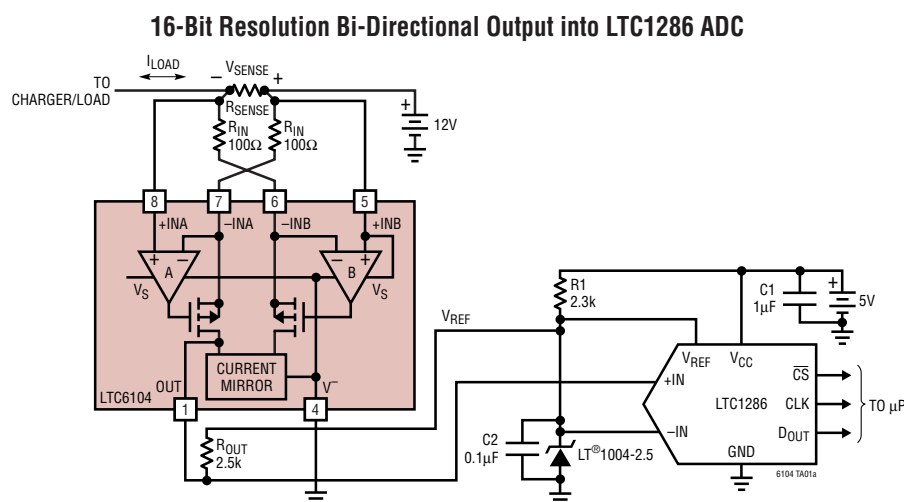 16-Bit Resolution Bi-Directional Output into LTC1286 ADC
ILOAD
VSENSE
– +
TO
CHARGER/LOAD
RSENSE
+
12V
RIN
100Ω
RIN
100Ω
8
7
6
5
+INA
–INA
–INB
+INB
+ –
A
– +
B
VS
VS
CURRENT
MIRROR
OUT
V–
LTC6104
1
4
ROUT
2.5k
VREF
R1
2.3k
C1
1µF
+
5V
VREF
VCC
+IN
–IN
LTC1286
CS
CLK
DOUT
GND
TO µP
C2
0.1µF
LT®1004-2.5
6104 TA01a